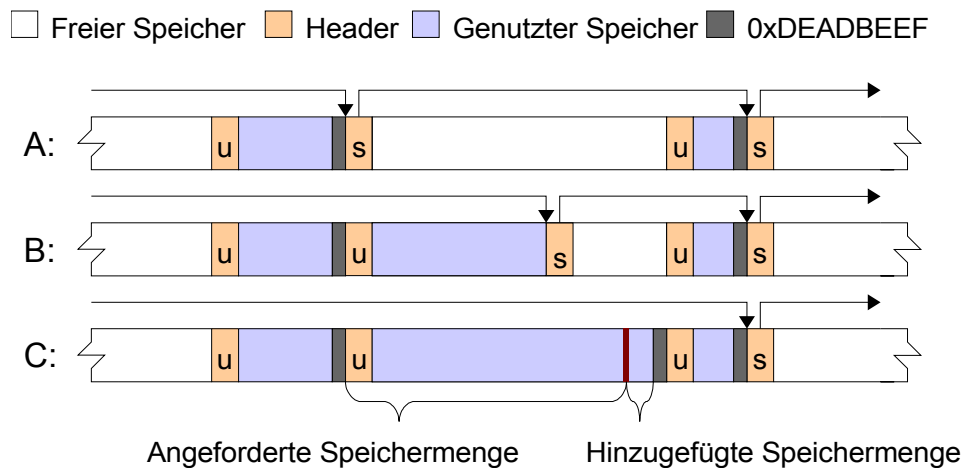 Freier Speicher Header Genutzter Speicher 0xDEADBEEF
A: u s u s
B: u u s u s
C: u u u s
Angeforderte Speichermenge Hinzugefügte Speichermenge